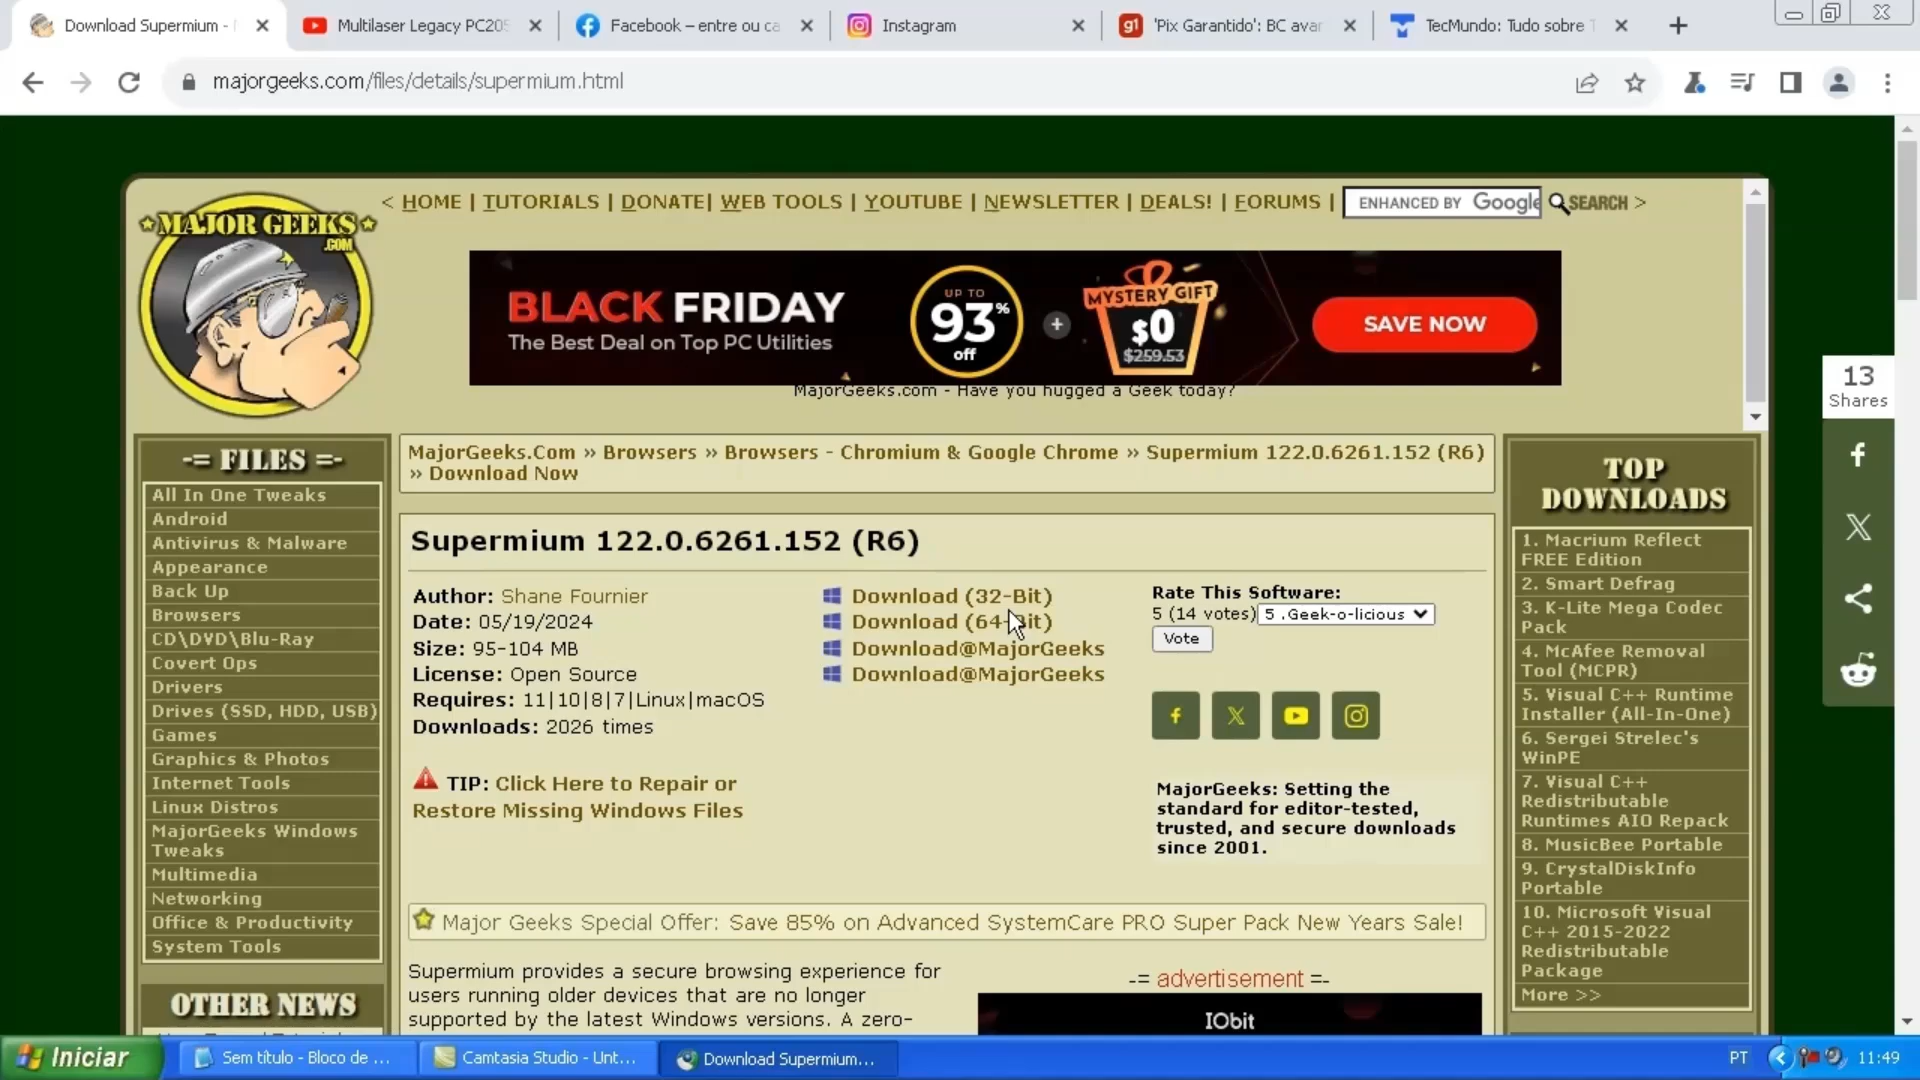 Download Supermium -
Multilaser Legacy PC205
Facebook – entre ou ca
Instagram
g1
'Pix Garantido': BC avan
TecMundo: Tudo sobre
majorgeeks.com/files/details/supermium.html
MAJOR GEEKS
.COM
< HOME | TUTORIALS | DONATE| WEB TOOLS | YOUTUBE | NEWSLETTER | DEALS! | FORUMS | ENHANCED BY Google SEARCH >
BLACK FRIDAY
The Best Deal on Top PC Utilities
UP TO
93%
off
+
MYSTERY GIFT
$0
$259.53
SAVE NOW
MajorGeeks.com - Have you hugged a Geek today?
13
Shares
-= FILES =-
All In One Tweaks
Android
Antivirus & Malware
Appearance
Back Up
Browsers
CD\DVD\Blu-Ray
Covert Ops
Drivers
Drives (SSD, HDD, USB)
Games
Graphics & Photos
Internet Tools
Linux Distros
MajorGeeks Windows
Tweaks
Multimedia
Networking
Office & Productivity
System Tools
OTHER NEWS
MajorGeeks.Com » Browsers » Browsers - Chromium & Google Chrome » Supermium 122.0.6261.152 (R6)
» Download Now
Supermium 122.0.6261.152 (R6)
Author: Shane Fournier
Date: 05/19/2024
Size: 95-104 MB
License: Open Source
Requires: 11|10|8|7|Linux|macOS
Downloads: 2026 times
TIP: Click Here to Repair or
Restore Missing Windows Files
Download (32-Bit)
Download (64-Bit)
Download@MajorGeeks
Download@MajorGeeks
Rate This Software:
5 (14 votes) 5 .Geek-o-licious
Vote
MajorGeeks: Setting the
standard for editor-tested,
trusted, and secure downloads
since 2001.
Major Geeks Special Offer: Save 85% on Advanced SystemCare PRO Super Pack New Years Sale!
Supermium provides a secure browsing experience for
users running older devices that are no longer
supported by the latest Windows versions. A zero-
-= advertisement =-
IObit
TOP
DOWNLOADS
1. Macrium Reflect
FREE Edition
2. Smart Defrag
3. K-Lite Mega Codec
Pack
4. McAfee Removal
Tool (MCPR)
5. Visual C++ Runtime
Installer (All-In-One)
6. Sergei Strelec's
WinPE
7. Visual C++
Redistributable
Runtimes AIO Repack
8. MusicBee Portable
9. CrystalDiskInfo
Portable
10. Microsoft Visual
C++ 2015-2022
Redistributable
Package
More >>
Iniciar
Sem título - Bloco de ...
Camtasia Studio - Unt...
Download Supermium...
PT
11:49